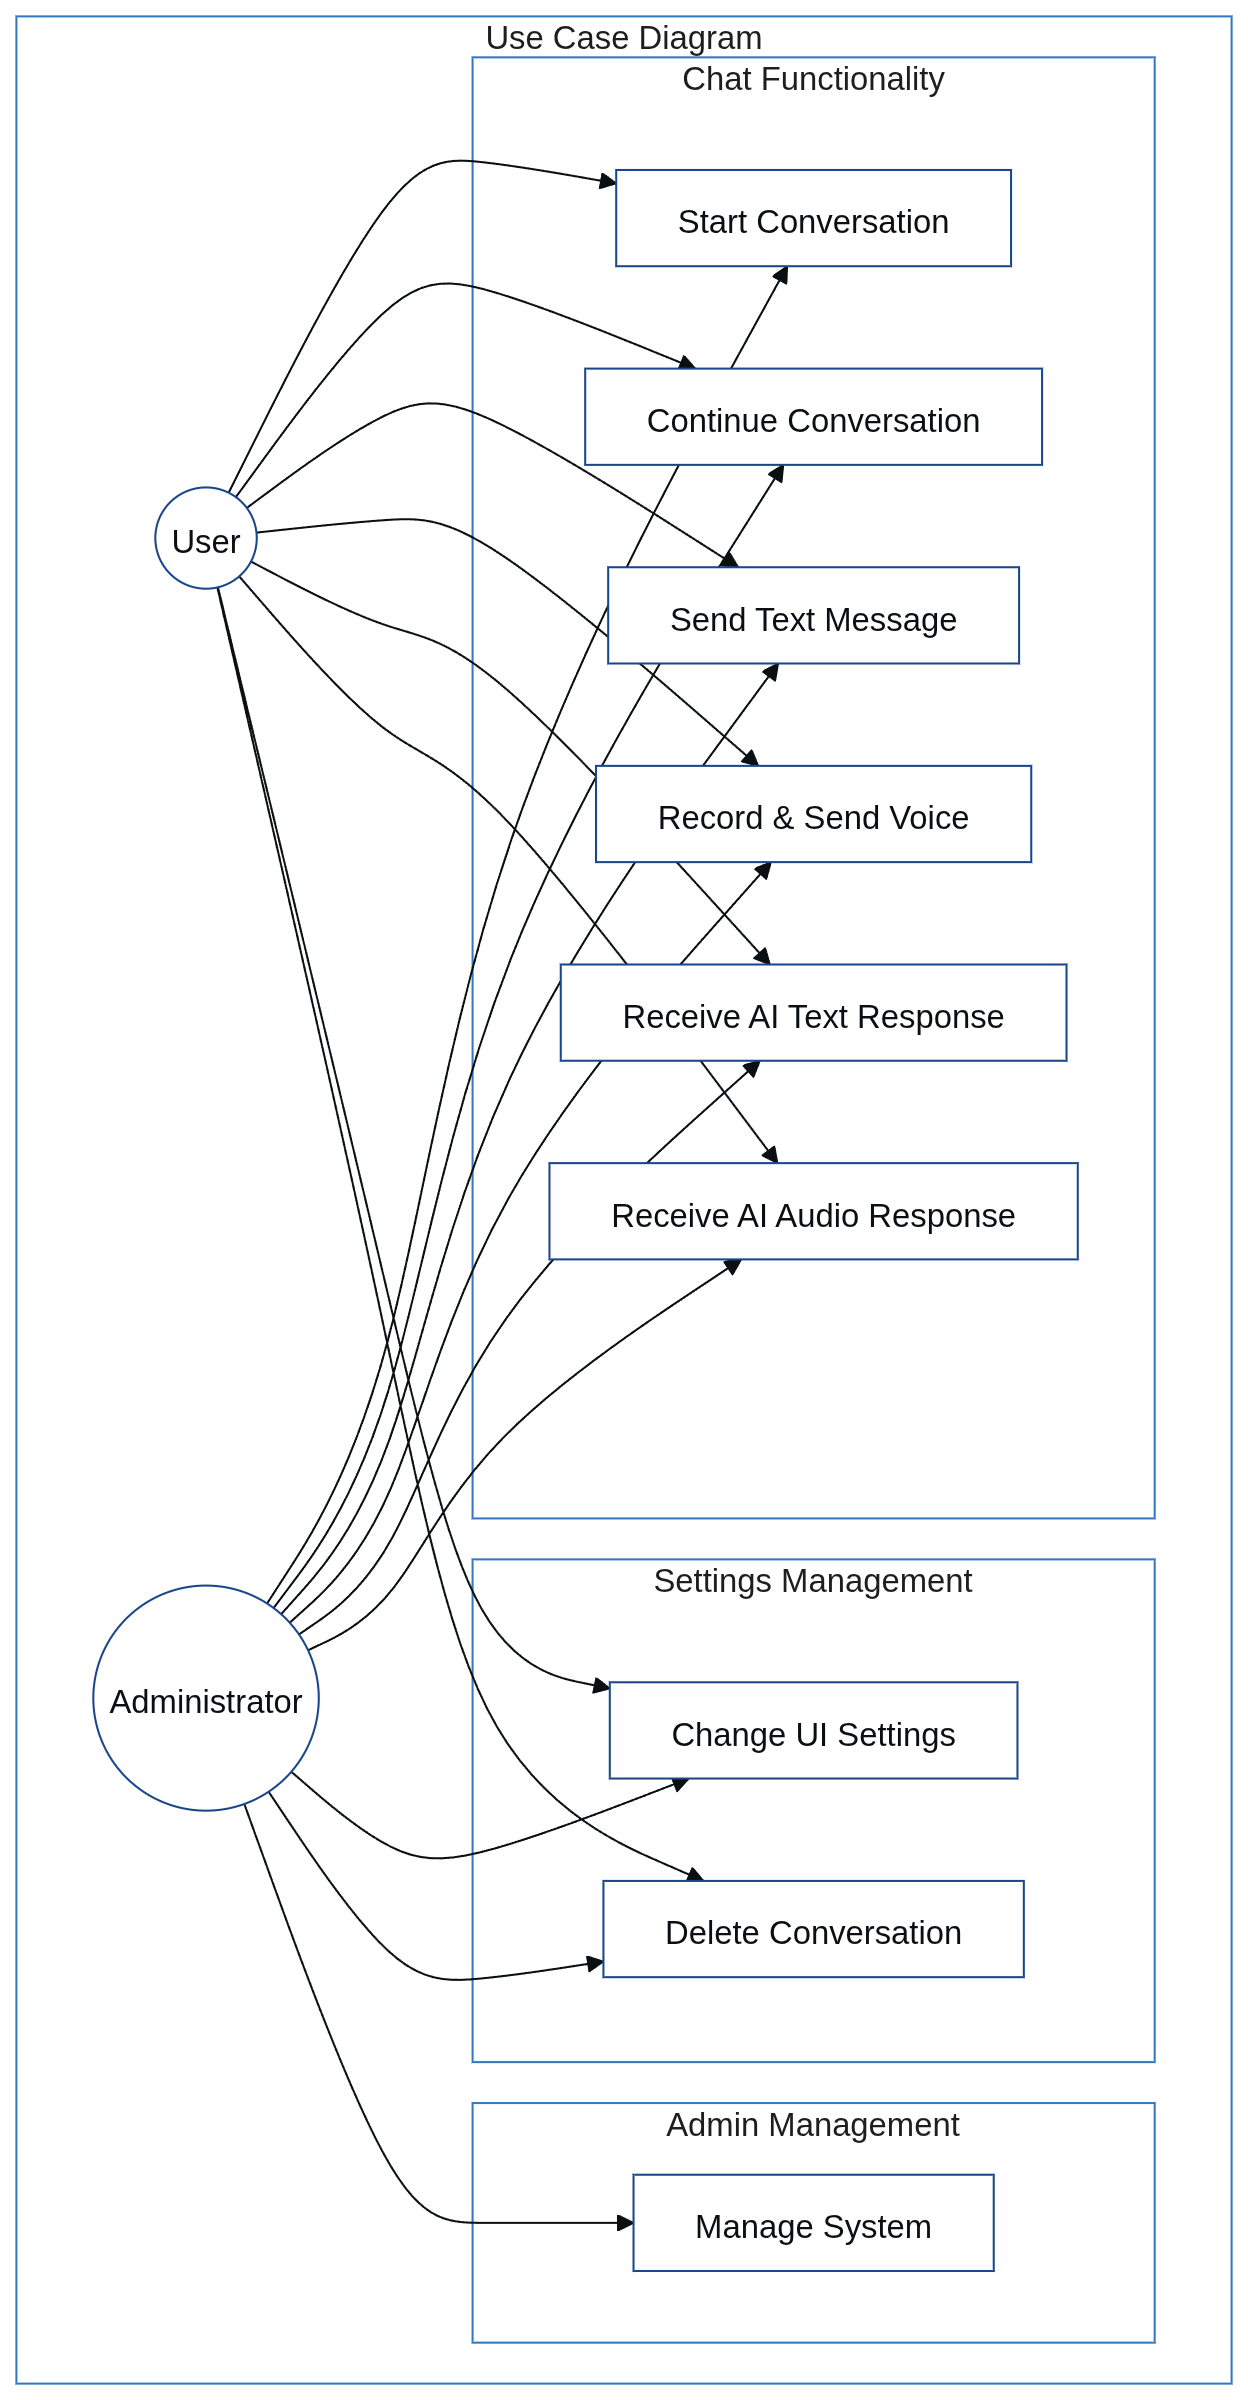 Use Case Diagram
Chat Functionality
Start Conversation
Continue Conversation
User
Send Text Message
Record & Send Voice
Receive AI Text Response
Receive AI Audio Response
Settings Management
Administrator
Change UI Settings
Delete Conversation
Admin Management
Manage System